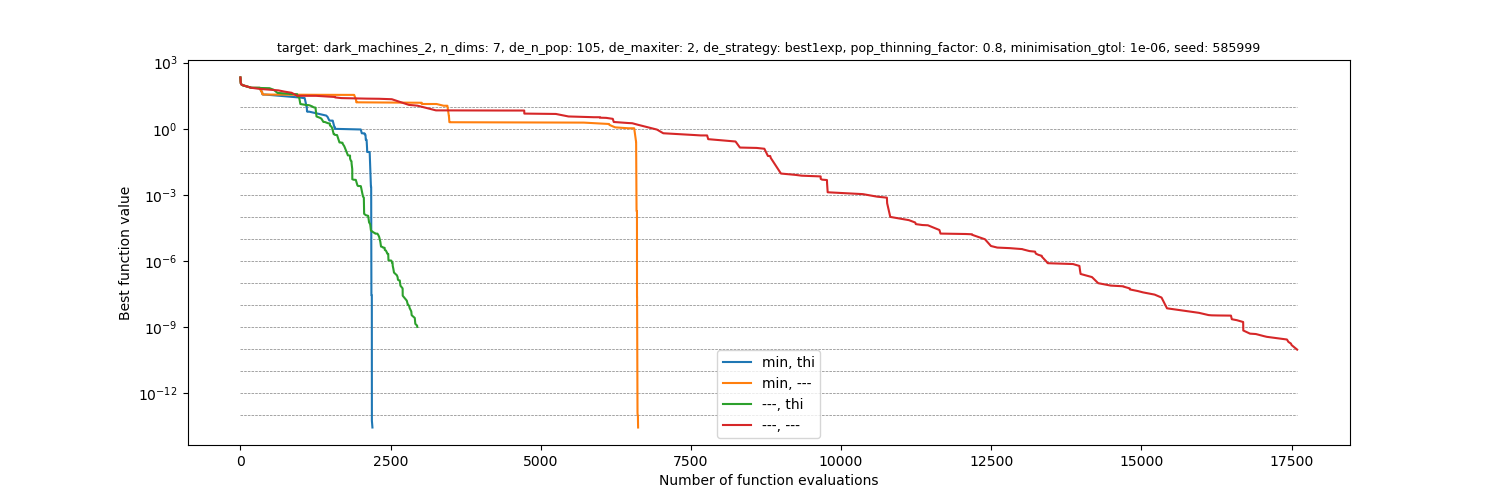 target: dark_machines_2, n_dims: 7, de_n_pop: 105, de_maxiter: 2, de_strategy: best1exp, pop_thinning_factor: 0.8, minimisation_gtol: 1e-06, seed: 585999
10³
10⁰
10⁻³
10⁻⁶
10⁻⁹
10⁻¹²
Best function value
min, thi
min, ---
---, thi
---, ---
0 2500 5000 7500 10000 12500 15000 17500
Number of function evaluations